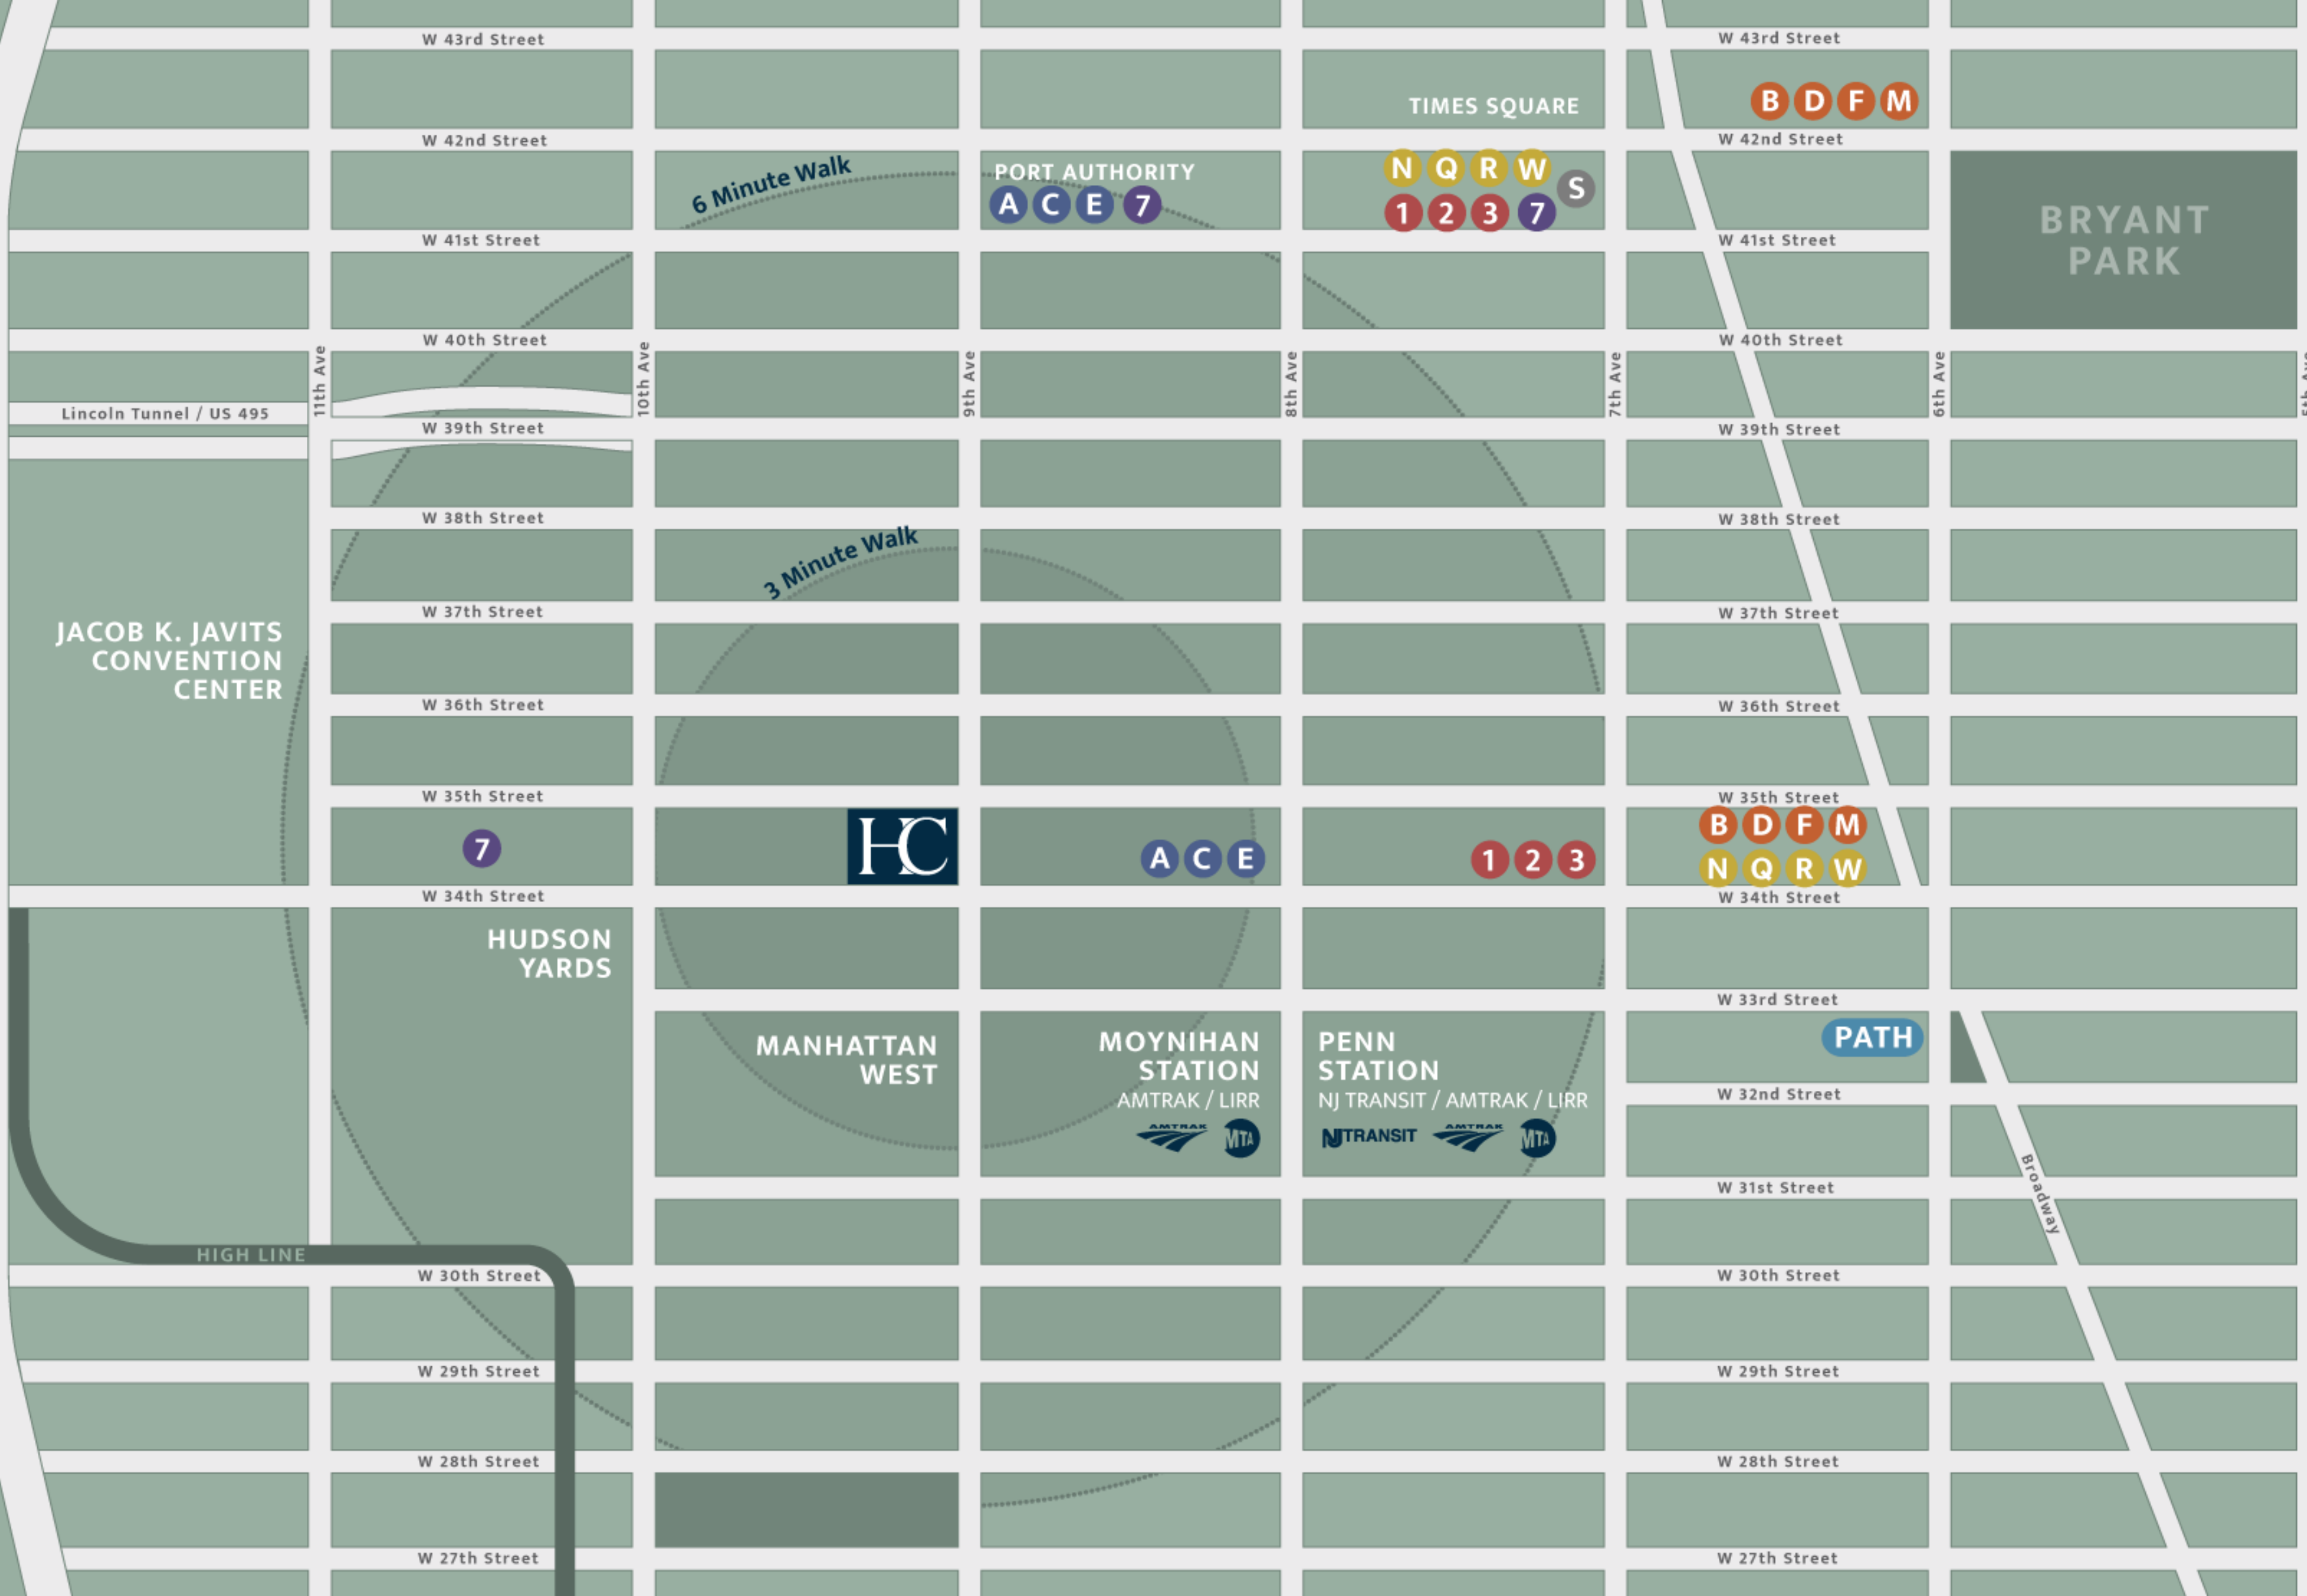 W 43rd Street
W 43rd Street
TIMES SQUARE
B D F M
W 42nd Street
W 42nd Street
6 Minute Walk
PORT AUTHORITY
A C E 7
N Q R W
S
1 2 3 7
BRYANT
PARK
W 41st Street
W 41st Street
W 40th Street
W 40th Street
11th Ave
10th Ave
9th Ave
8th Ave
7th Ave
6th Ave
Lincoln Tunnel / US 495
W 39th Street
W 39th Street
W 38th Street
W 38th Street
3 Minute Walk
W 37th Street
W 37th Street
JACOB K. JAVITS
CONVENTION
CENTER
W 36th Street
W 36th Street
W 35th Street
W 35th Street
7
HC
A C E
1 2 3
B D F M
N Q R W
W 34th Street
W 34th Street
HUDSON
YARDS
W 33rd Street
MANHATTAN
WEST
MOYNIHAN
STATION
AMTRAK / LIRR
AMTRAK MTA
PENN
STATION
NJ TRANSIT / AMTRAK / LIRR
NJTRANSIT AMTRAK MTA
PATH
W 32nd Street
W 31st Street
Broadway
HIGH LINE
W 30th Street
W 30th Street
W 29th Street
W 29th Street
W 28th Street
W 28th Street
W 27th Street
W 27th Street